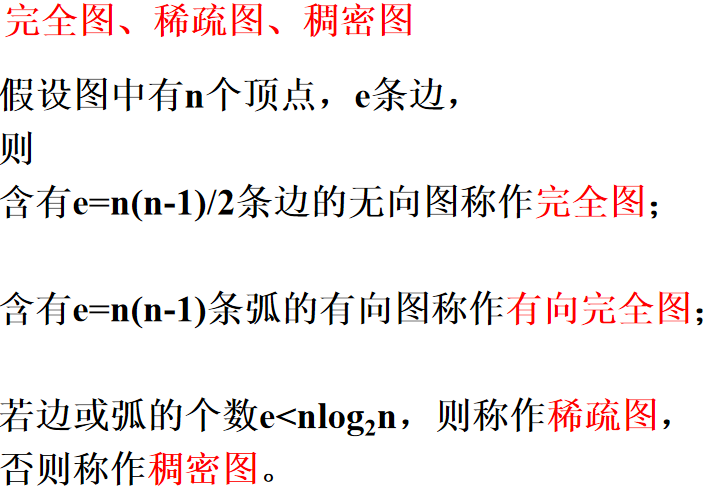 完全图、稀疏图、稠密图
假设图中有n个顶点，e条边，
则
含有e=n(n-1)/2条边的无向图称作完全图；
含有e=n(n-1)条弧的有向图称作有向完全图；
若边或弧的个数e<nlog₂n，则称作稀疏图，
否则称作稠密图。